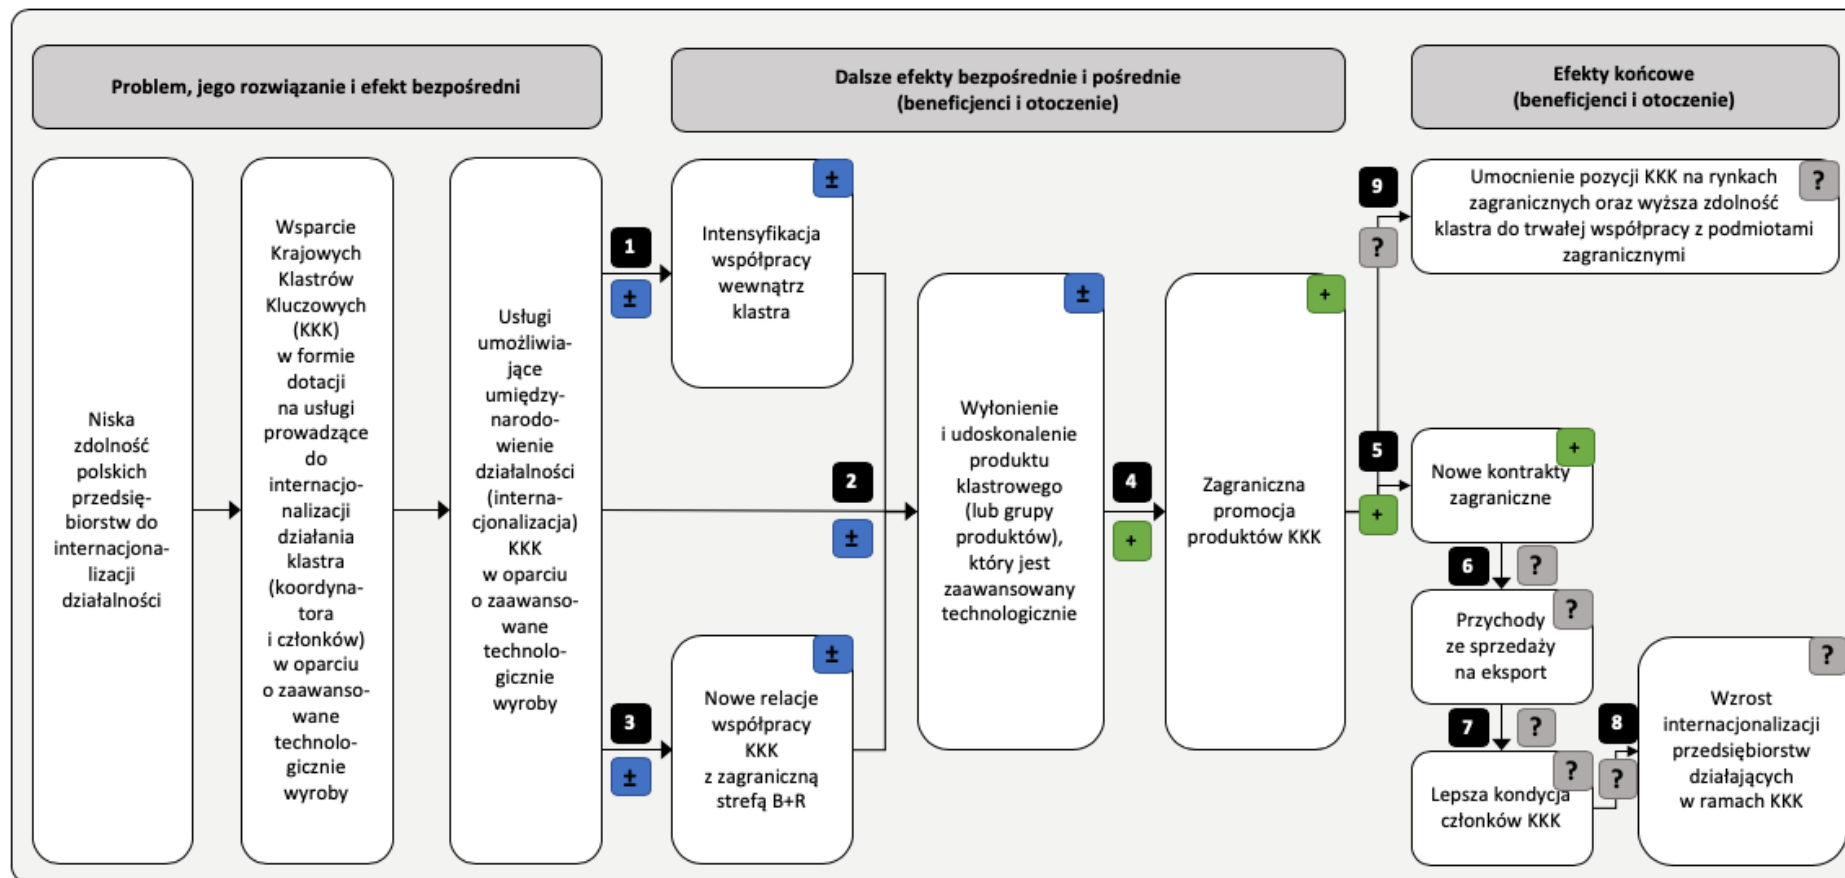 Problem, jego rozwiązanie i efekt bezpośredni
Dalsze efekty bezpośrednie i pośrednie
(beneficjenci i otoczenie)
Efekty końcowe
(beneficjenci i otoczenie)
Niska
zdolność
polskich
przedsię-
biorstw do
internacjona-
lizacji
działalności
Wsparcie
Krajowych
Klastrów
Kluczowych
(KKK)
w formie
dotacji
na usługi
prowadzące
do
internacjo-
nalizacji
działania
klastra
(koordyna-
tora
i członków)
w oparciu
o zaawanso-
wane
technolo-
gicznie
wyroby
Usługi
umożliwia-
jące
umiędzy-
narodo-
wienie
działalności
(interna-
cjonalizacja)
KKK
w oparciu
o zaawanso-
wane
technolo-
gicznie
wyroby
1
±
±
Intensyfikacja
współpracy
wewnątrz
klastra
2
±
3
±
±
Nowe relacje
współpracy
KKK
z zagraniczną
strefą B+R
±
Wyłonienie
i udoskonalenie
produktu
klastrowego
(lub grupy
produktów),
który jest
zaawansowany
technologicznie
4
+
+
Zagraniczna
promocja
produktów KKK
9
?
?
Umocnienie pozycji KKK na rynkach
zagranicznych oraz wyższa zdolność
klastra do trwałej współpracy z podmiotami
zagranicznymi
5
+
+
Nowe kontrakty
zagraniczne
6
?
?
Przychody
ze sprzedaży
na eksport
7
?
?
Lepsza kondycja
członków KKK
8
?
?
Wzrost
internacjonalizacji
przedsiębiorstw
działających
w ramach KKK